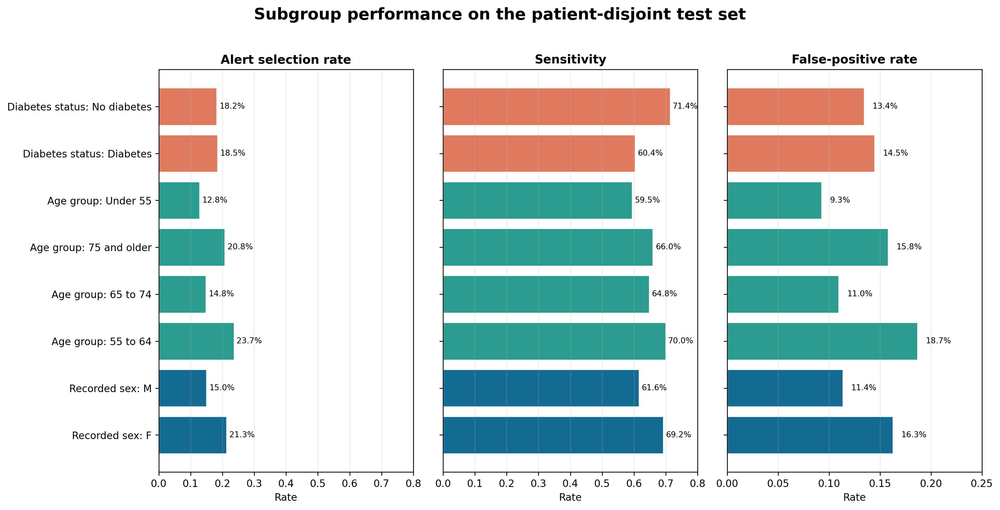 Subgroup performance on the patient-disjoint test set
Alert selection rate
Sensitivity
False-positive rate
Diabetes status: No diabetes
18.2%
71.4%
13.4%
Diabetes status: Diabetes
18.5%
60.4%
14.5%
Age group: Under 55
12.8%
59.5%
9.3%
Age group: 75 and older
20.8%
66.0%
15.8%
Age group: 65 to 74
14.8%
64.8%
11.0%
Age group: 55 to 64
23.7%
70.0%
18.7%
Recorded sex: M
15.0%
61.6%
11.4%
Recorded sex: F
21.3%
69.2%
16.3%
0.0 0.1 0.2 0.3 0.4 0.5 0.6 0.7 0.8
0.0 0.1 0.2 0.3 0.4 0.5 0.6 0.7 0.8
0.00 0.05 0.10 0.15 0.20 0.25
Rate
Rate
Rate